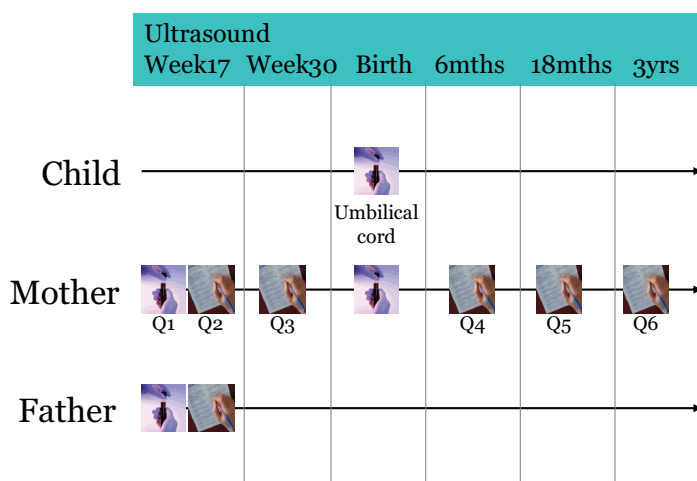 Ultrasound
Week17 Week30 Birth 6mths 18mths 3yrs
Child
Umbilical
cord
Mother
Q1 Q2 Q3 Q4 Q5 Q6
Father